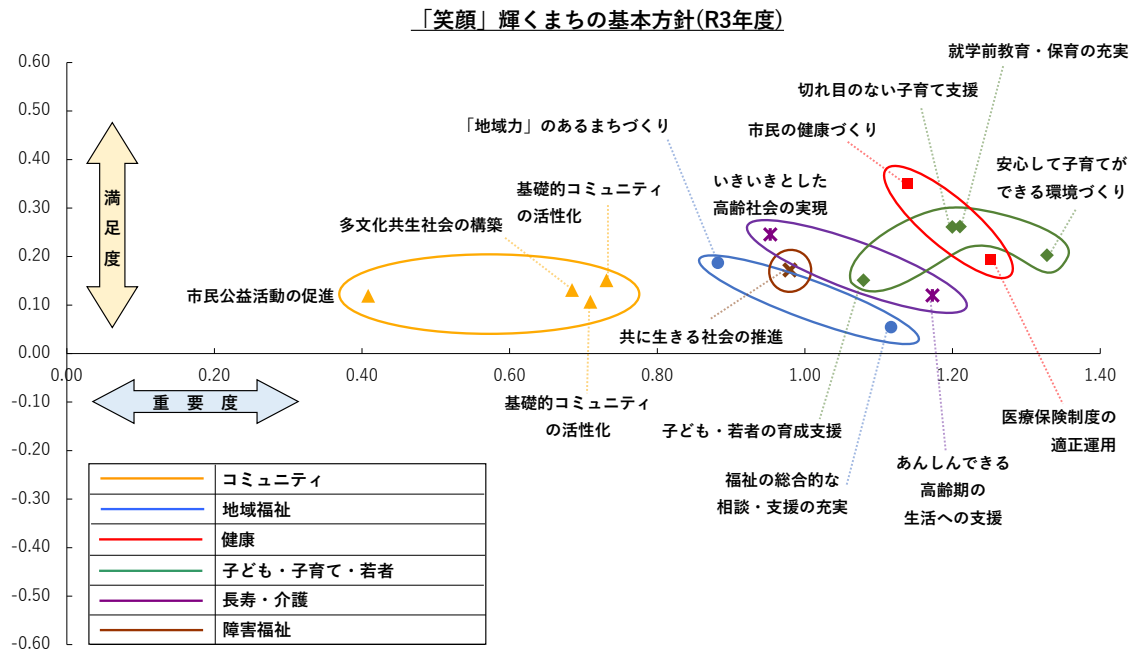 「笑顔」輝くまちの基本方針(R3年度)
0.60
0.50
0.40
0.30
0.20
0.10
0.00
-0.10
-0.20
-0.30
-0.40
-0.50
-0.60
0.00
0.20
0.40
0.60
0.80
1.00
1.20
1.40
満足度
重要度
就学前教育・保育の充実
切れ目のない子育て支援
「地域力」のあるまちづくり
市民の健康づくり
安心して子育てが
できる環境づくり
基礎的コミュニティ
の活性化
いきいきとした
高齢社会の実現
多文化共生社会の構築
市民公益活動の促進
共に生きる社会の推進
基礎的コミュニティ
の活性化
子ども・若者の育成支援
医療保険制度の
適正運用
福祉の総合的な
相談・支援の充実
あんしんできる
高齢期の
生活への支援
コミュニティ
地域福祉
健康
子ども・子育て・若者
長寿・介護
障害福祉